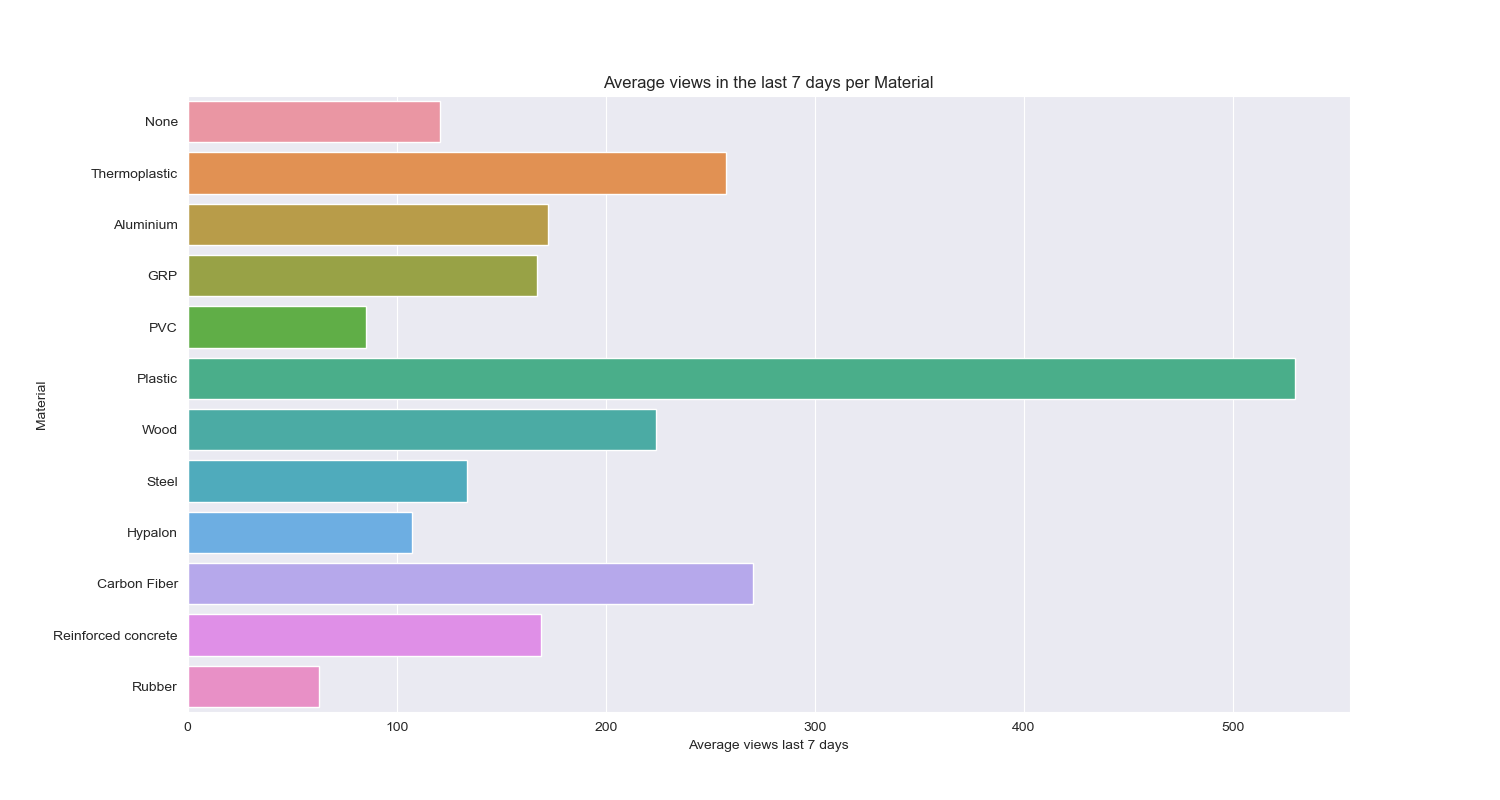 Average views in the last 7 days per Material
None
Thermoplastic
Aluminium
GRP
PVC
Plastic
Wood
Steel
Hypalon
Carbon Fiber
Reinforced concrete
Rubber
Material
0 100 200 300 400 500
Average views last 7 days